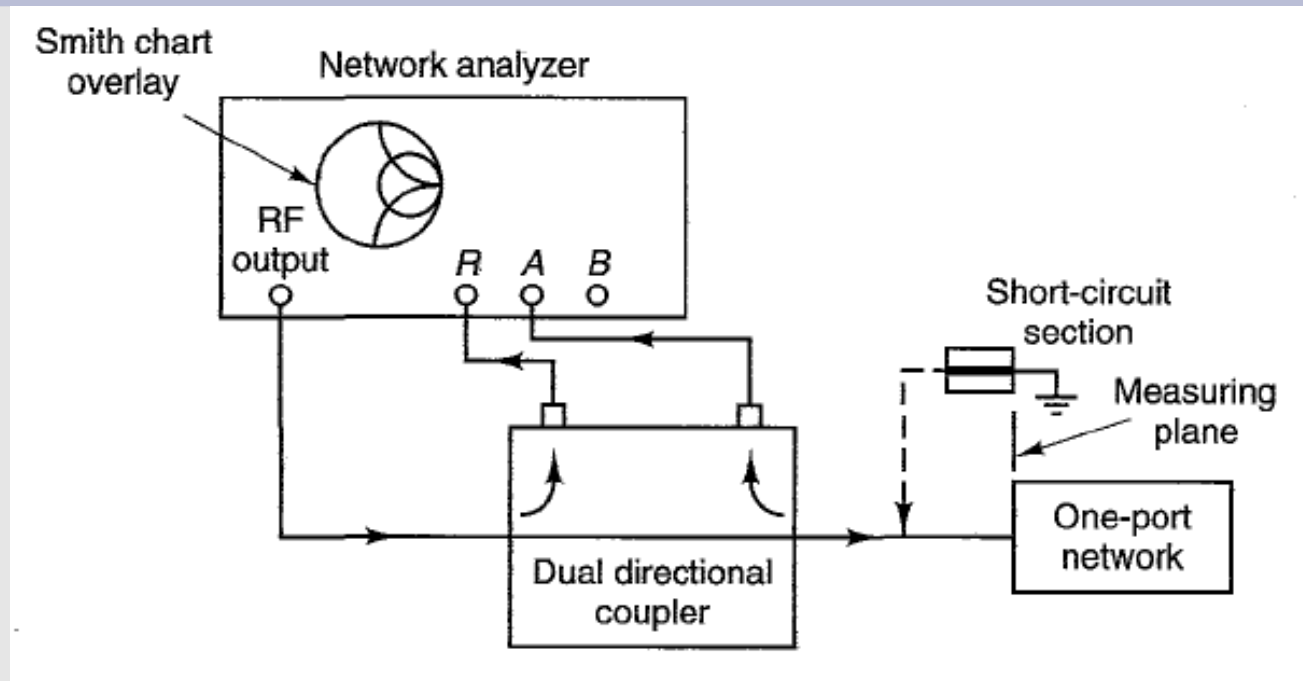 Smith chart
overlay
Network analyzer
RF
output
R
A
B
Short-circuit
section
Measuring
plane
One-port
network
Dual directional
coupler